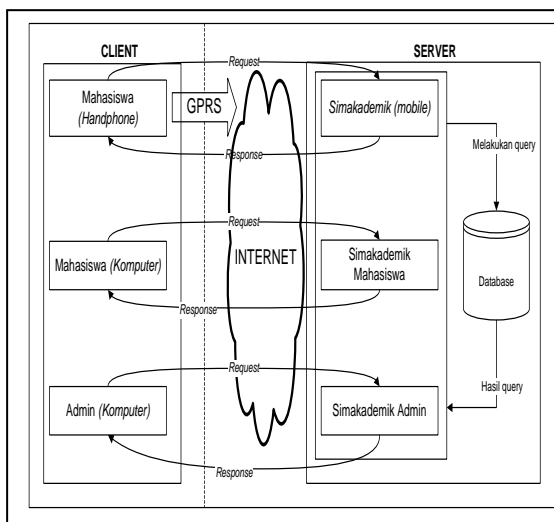 CLIENT
SERVER
Request
Mahasiswa
(Handphone)
GPRS
Simakademik (mobile)
Response
Melakukan query
Request
Mahasiswa (Komputer)
INTERNET
Simakademik
Mahasiswa
Database
Response
Request
Hasil query
Admin (Komputer)
Simakademik Admin
Response